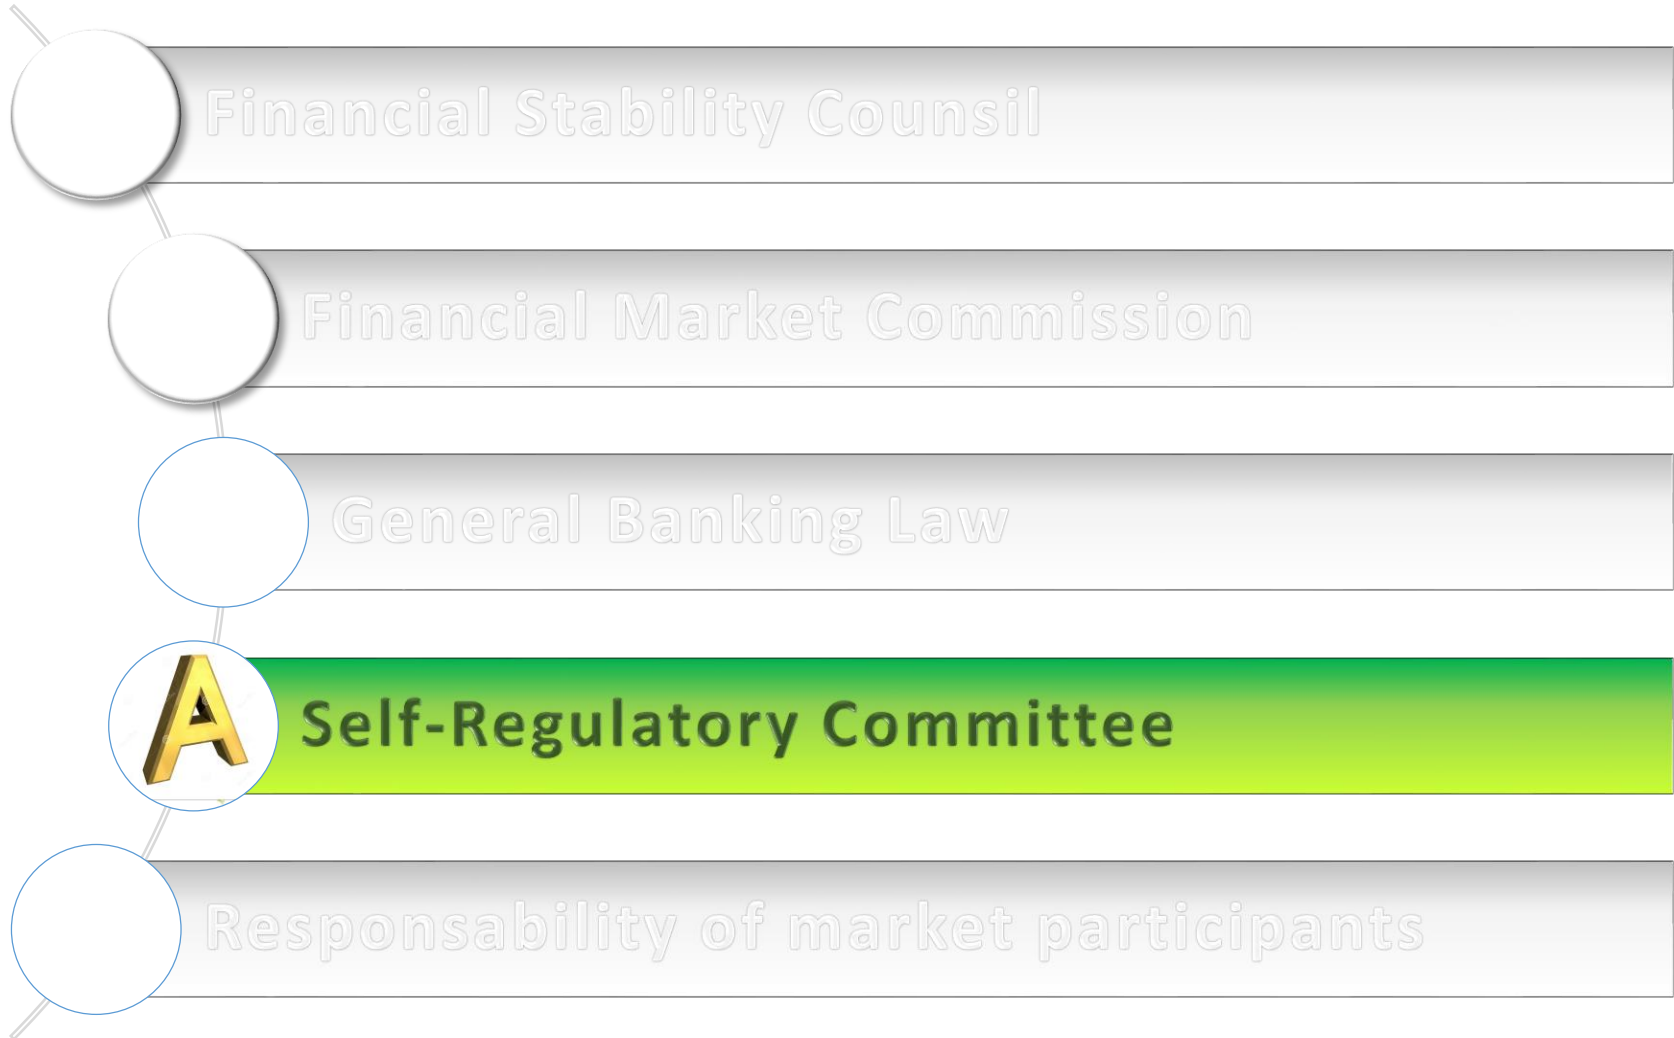 Financial Stability Counsil
Financial Market Commission
General Banking Law
A
Self-Regulatory Committee
Responsability of market participants